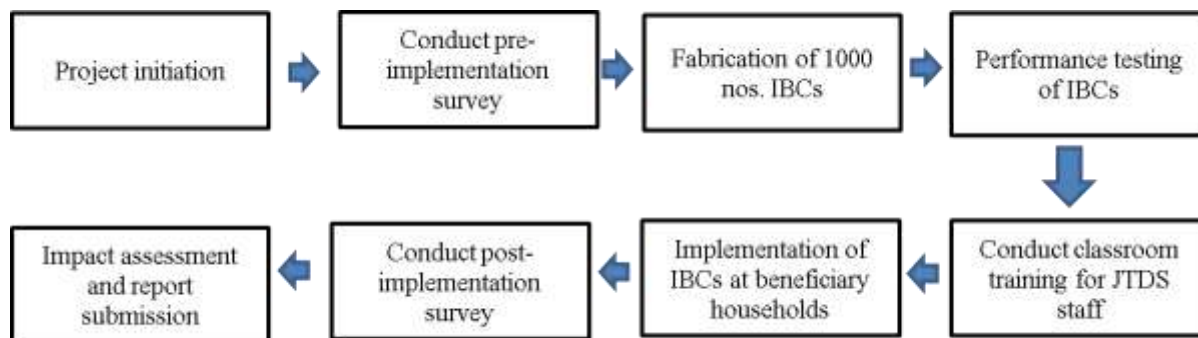 Project initiation
Conduct pre-
implementation
survey
Fabrication of 1000
nos. IBCs
Performance testing
of IBCs
Conduct classroom
training for JTDS
staff
Implementation of
IBCs at beneficiary
households
Conduct post-
implementation
survey
Impact assessment
and report
submission